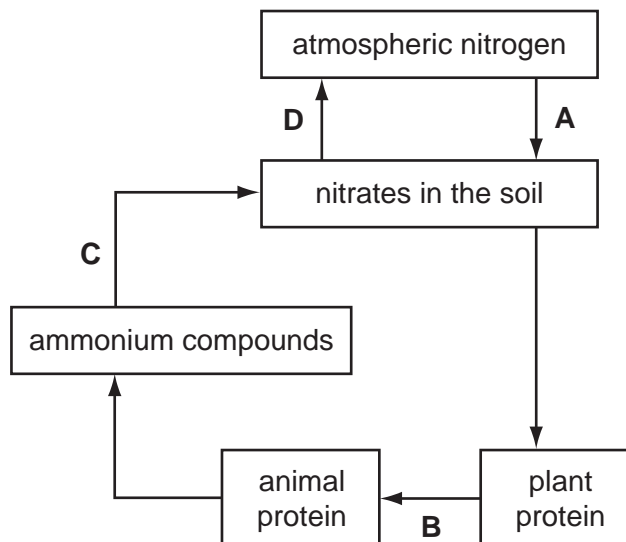 atmospheric nitrogen
D
A
nitrates in the soil
C
ammonium compounds
animal
protein
B
plant
protein